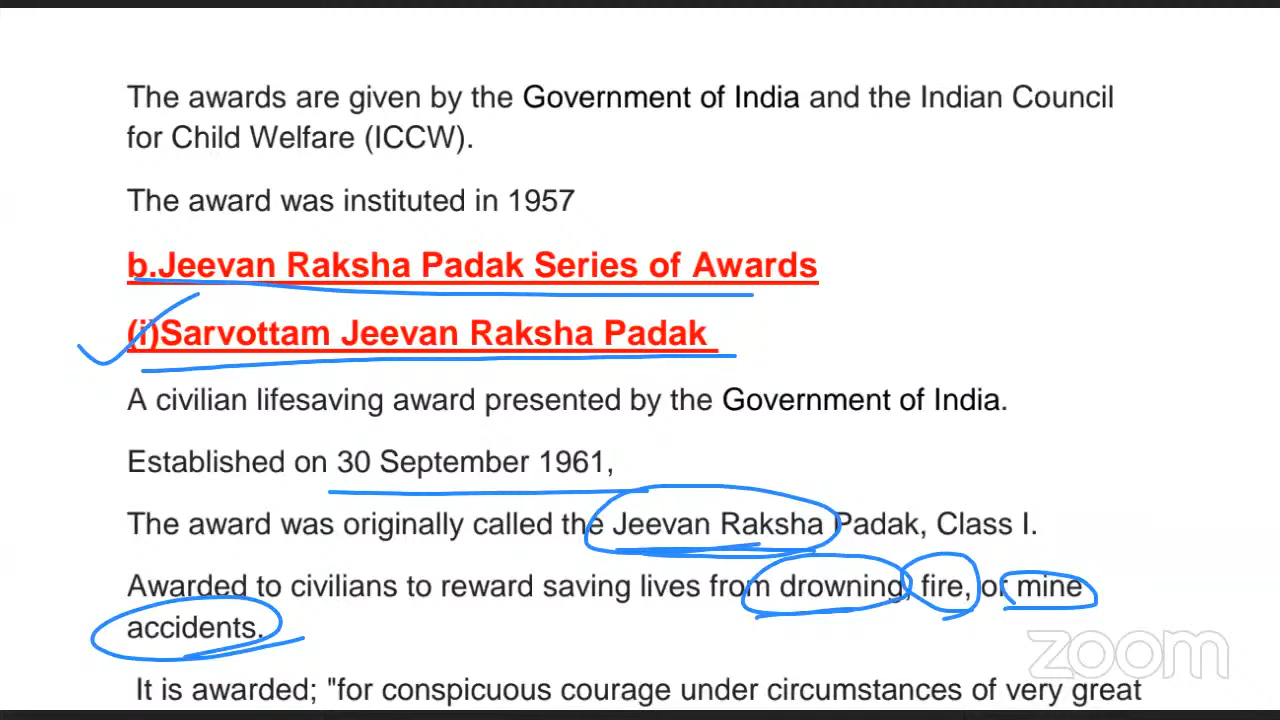 The awards are given by the Government of India and the Indian Council
for Child Welfare (ICCW).
The award was instituted in 1957
b.Jeevan Raksha Padak Series of Awards
(i)Sarvottam Jeevan Raksha Padak
A civilian lifesaving award presented by the Government of India.
Established on 30 September 1961,
The award was originally called the Jeevan Raksha Padak, Class I.
Awarded to civilians to reward saving lives from drowning, fire, or mine
accidents.
It is awarded; "for conspicuous courage under circumstances of very great
zoom